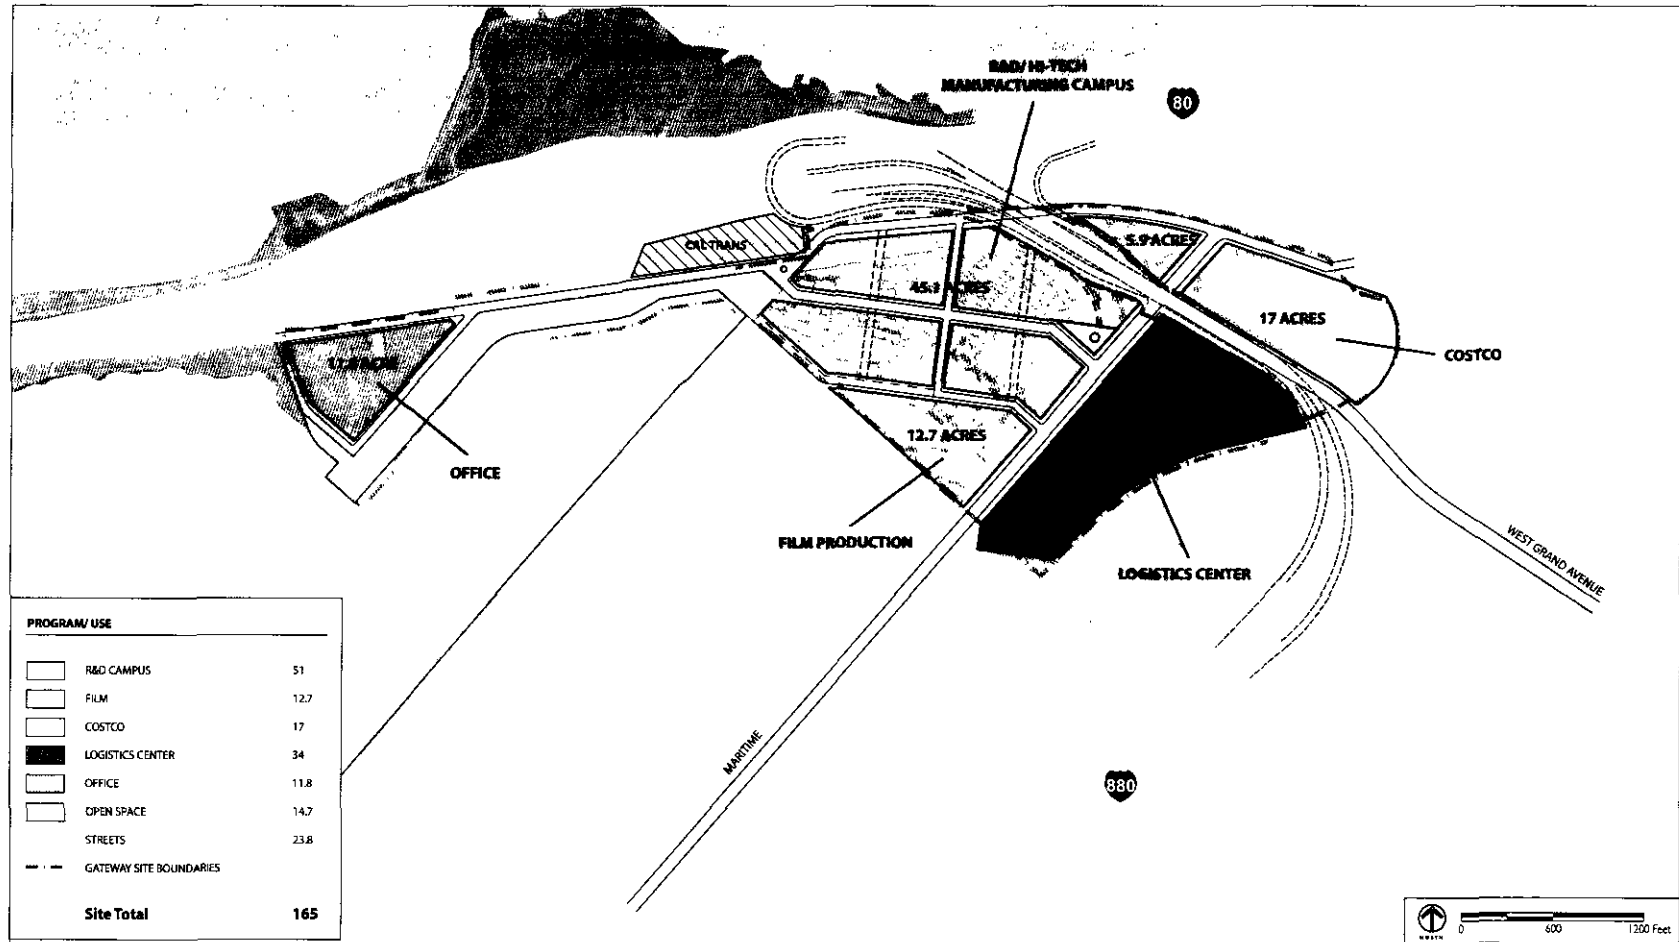 R&D/ HI-TECH
MANUFACTURING CAMPUS
80
CAL TRANS
5.9 ACRES
45.1 ACRES
17 ACRES
COSTCO
12.7 ACRES
OFFICE
FILM PRODUCTION
LOGISTICS CENTER
WEST GRAND AVENUE
MARITIME
880
PROGRAM/ USE
R&D CAMPUS 51
FILM 12.7
COSTCO 17
LOGISTICS CENTER 34
OFFICE 11.8
OPEN SPACE 14.7
STREETS 23.8
GATEWAY SITE BOUNDARIES
Site Total 165
NORTH
0 600 1200 Feet